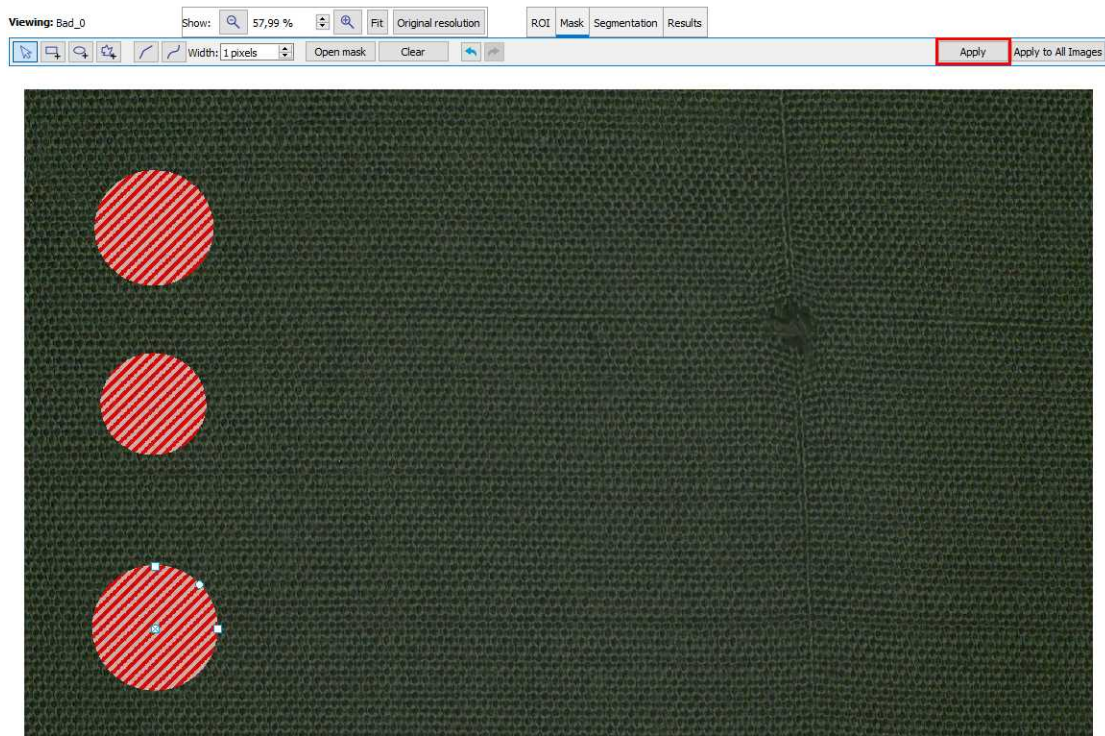 Viewing: Bad_0 Show: 57,99 % Fit Original resolution ROI Mask Segmentation Results
Width: 1 pixels Open mask Clear Apply Apply to All Images